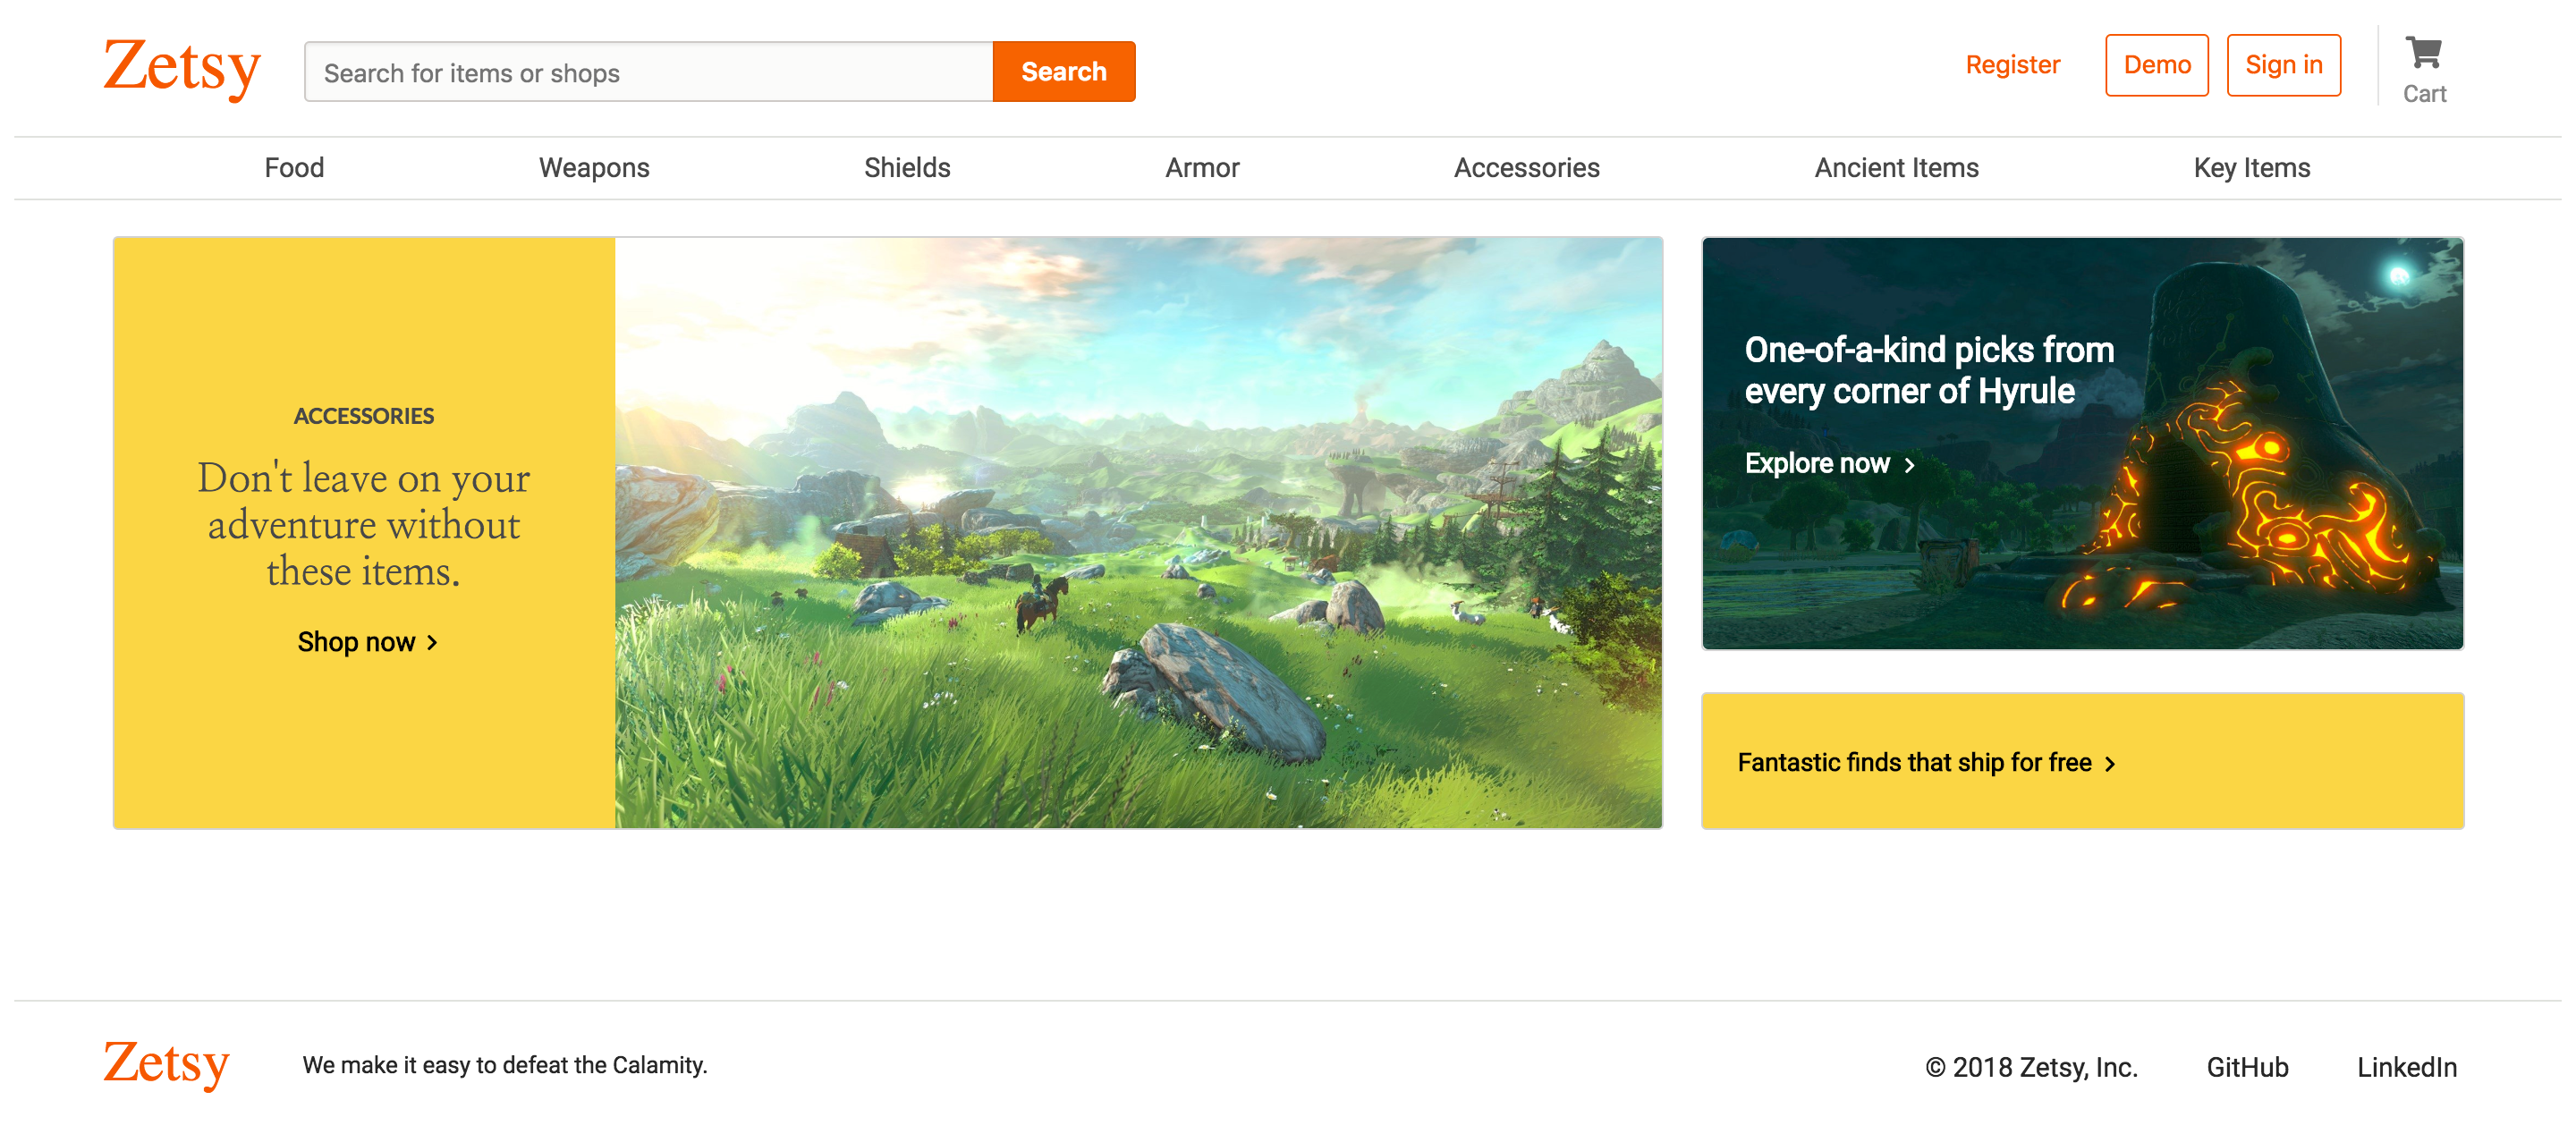 Zetsy
Search for items or shops
Search
Register
Demo
Sign in
Cart
Food
Weapons
Shields
Armor
Accessories
Ancient Items
Key Items
ACCESSORIES
Don't leave on your
adventure without
these items.
Shop now
One-of-a-kind picks from
every corner of Hyrule
Explore now
Fantastic finds that ship for free
Zetsy
We make it easy to defeat the Calamity.
© 2018 Zetsy, Inc.
GitHub
LinkedIn